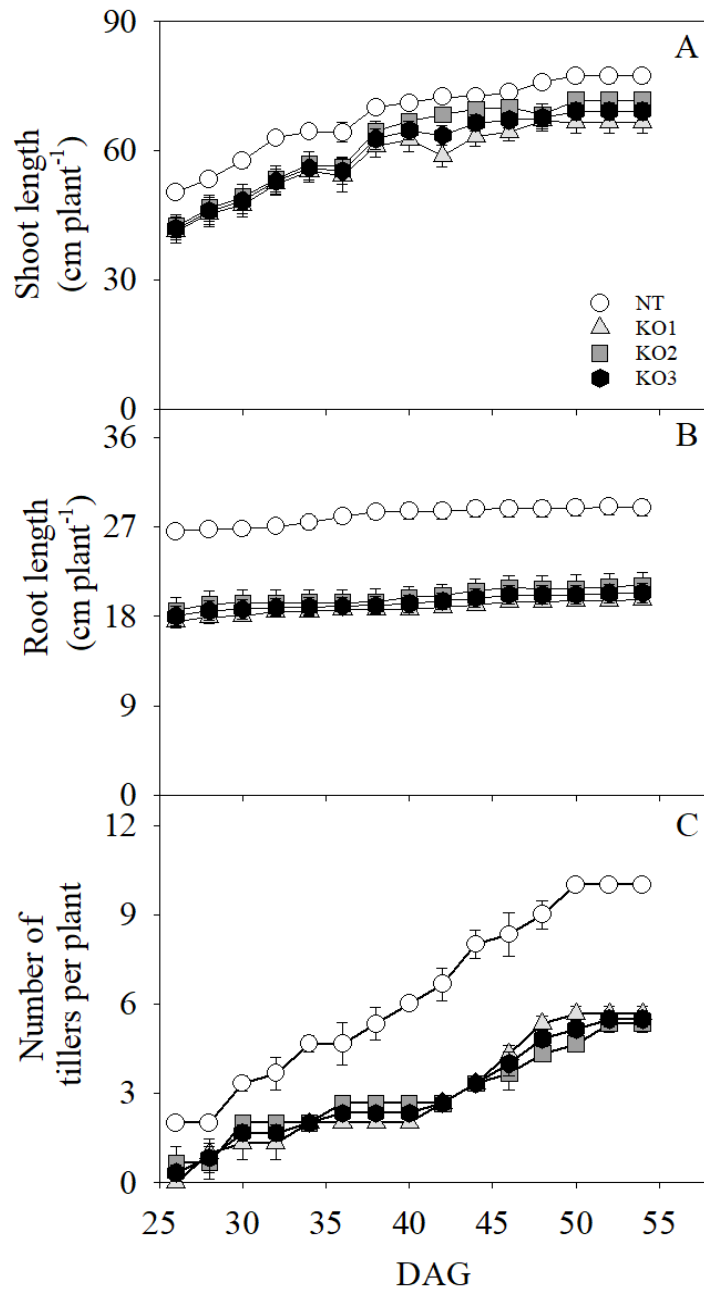 A
90
60
30
0
Shoot length
(cm plant⁻¹)
NT
KO1
KO2
KO3
B
36
27
18
9
0
Root length
(cm plant⁻¹)
C
12
9
6
3
0
Number of
tillers per plant
25 30 35 40 45 50 55
DAG